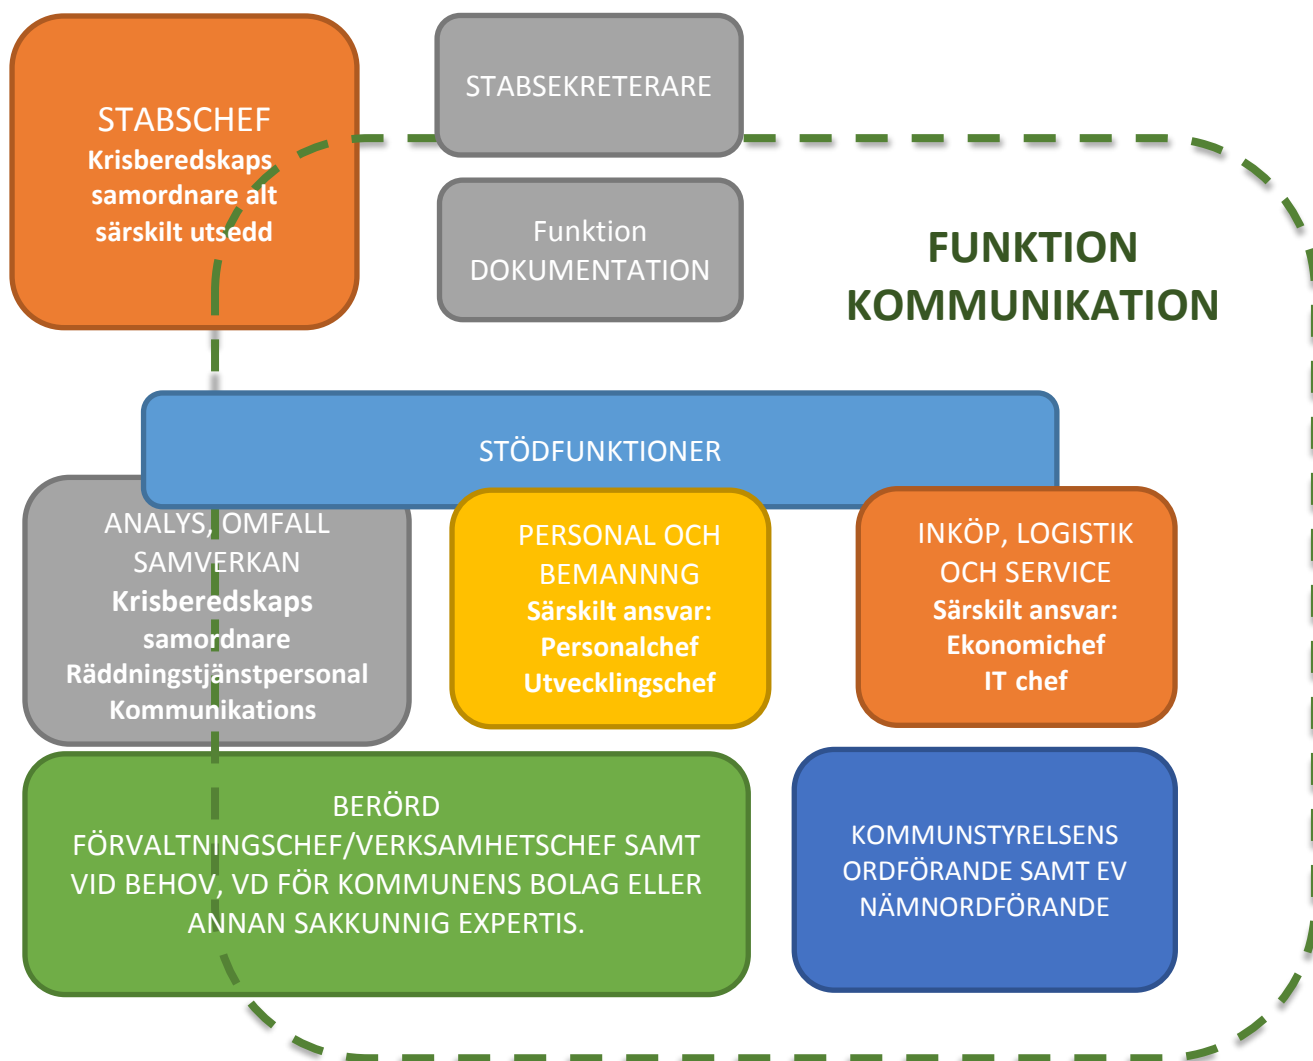 STABSCHEF
Krisberedskaps
samordnare alt
särskilt utsedd
STABSEKRETERARE
Funktion
DOKUMENTATION
FUNKTION
KOMMUNIKATION
STÖDFUNKTIONER
ANALYS, OMFALL
SAMVERKAN
Krisberedskaps
samordnare
Räddningstjänstpersonal
Kommunikations
PERSONAL OCH
BEMANNNG
Särskilt ansvar:
Personalchef
Utvecklingschef
INKÖP, LOGISTIK
OCH SERVICE
Särskilt ansvar:
Ekonomichef
IT chef
BERÖRD
FÖRVALTNINGSCHEF/VERKSAMHETSCHEF SAMT
VID BEHOV, VD FÖR KOMMUNENS BOLAG ELLER
ANNAN SAKKUNNIG EXPERTIS.
KOMMUNSTYRELSENS
ORDFÖRANDE SAMT EV
NÄMNORDFÖRANDE